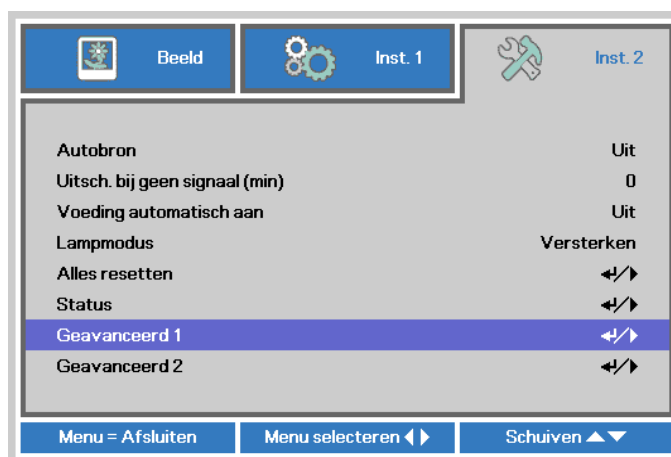 Beeld Inst. 1 Inst. 2
Autobron Uit
Uitsch. bij geen signaal (min) 0
Voeding automatisch aan Uit
Lampmodus Versterken
Alles resetten ↵/▶
Status ↵/▶
Geavanceerd 1 ↵/▶
Geavanceerd 2 ↵/▶
Menu = Afsluiten Menu selecteren ◀▶ Schuiven ▲▼